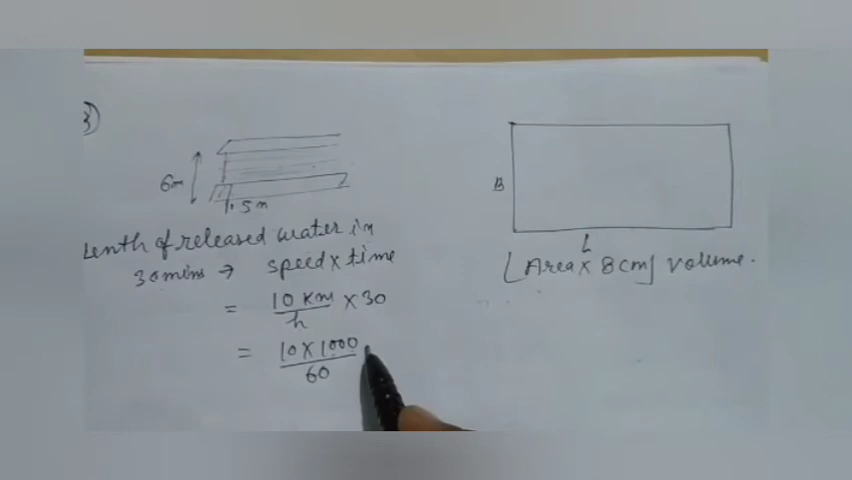 3)
6m
1.5m
Lenth of released water in
30mins → speed x time
= 10 Km / h x 30
= 10 x 1000 / 60
B
L
[Area x 8cm] volume.